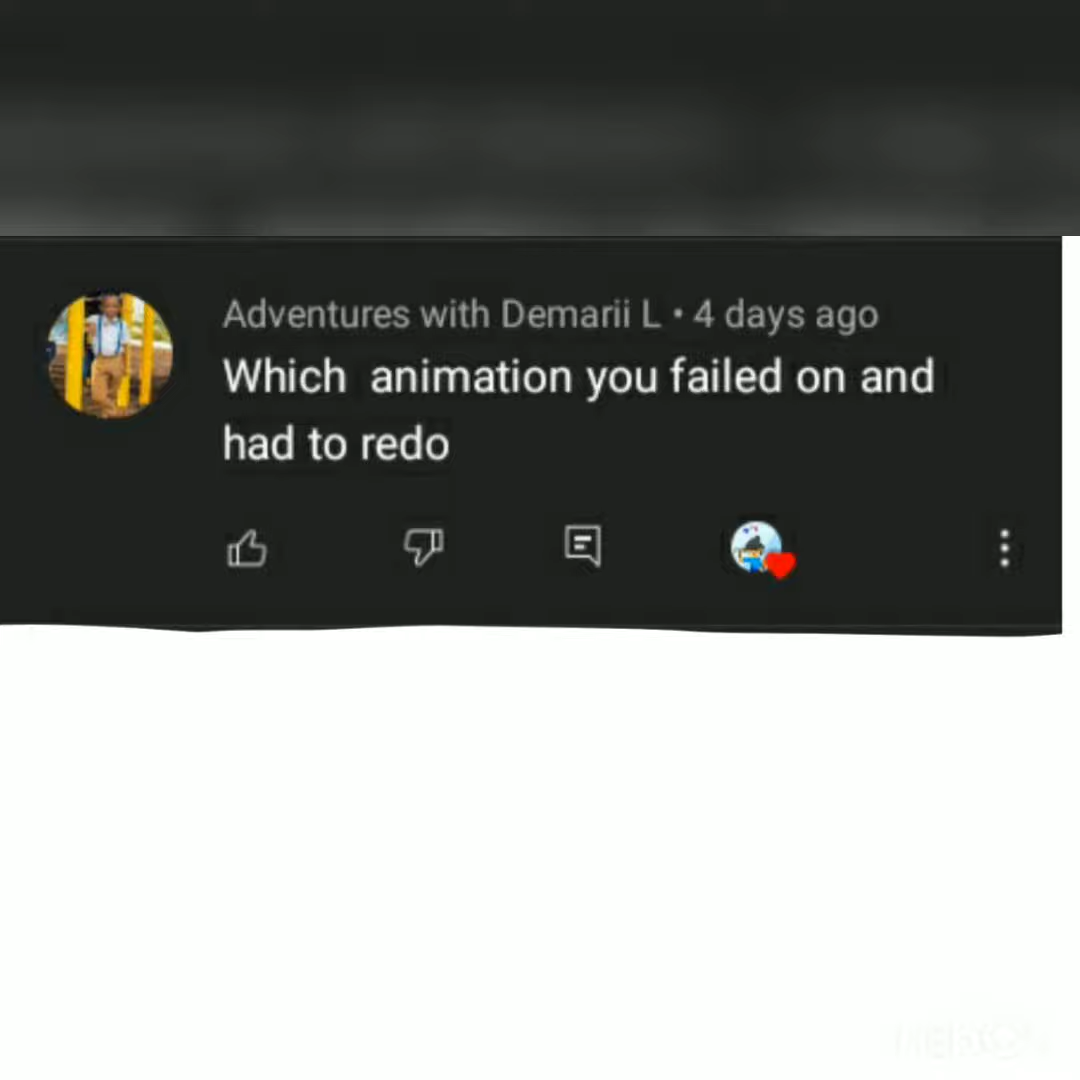 Adventures with Demarii L • 4 days ago
Which animation you failed on and
had to redo